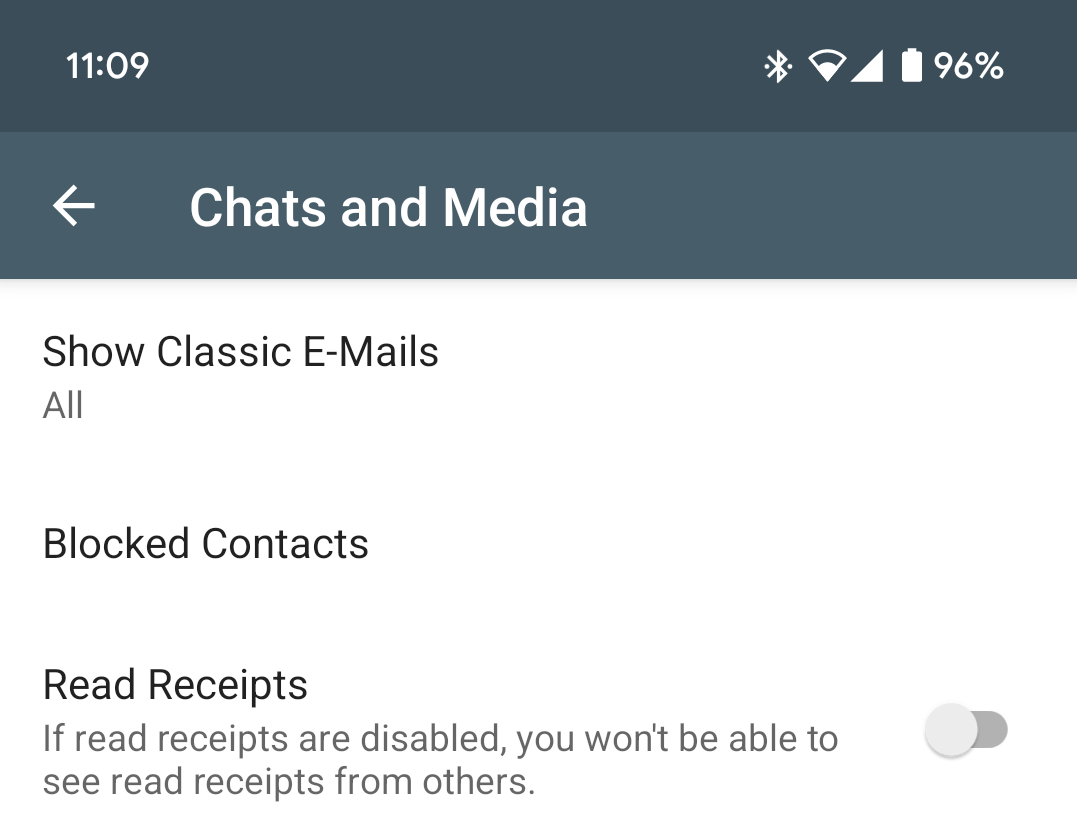 11:09 96%
Chats and Media
Show Classic E-Mails
All
Blocked Contacts
Read Receipts
If read receipts are disabled, you won't be able to
see read receipts from others.